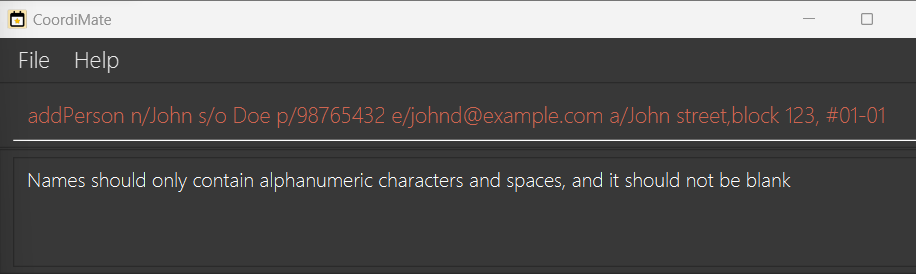 CoordiMate
File Help
addPerson n/John s/o Doe p/98765432 e/johnd@example.com a/John street,block 123, #01-01
Names should only contain alphanumeric characters and spaces, and it should not be blank